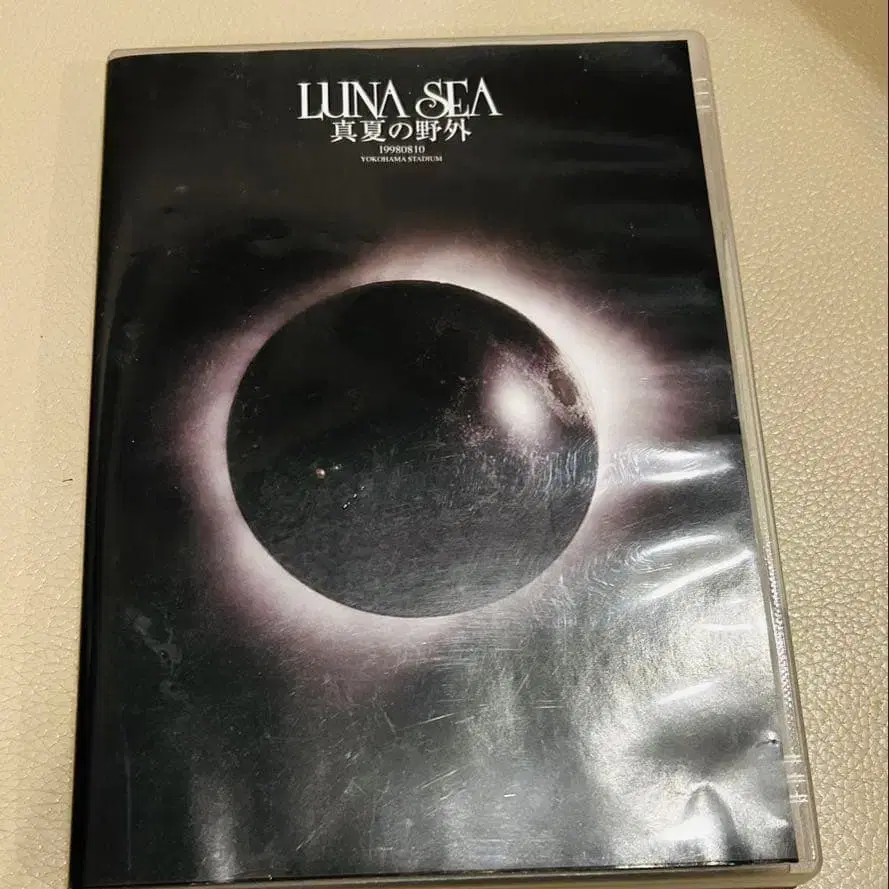 LUNA SEA
真夏の野外
19980810
YOKOHAMA STADIUM